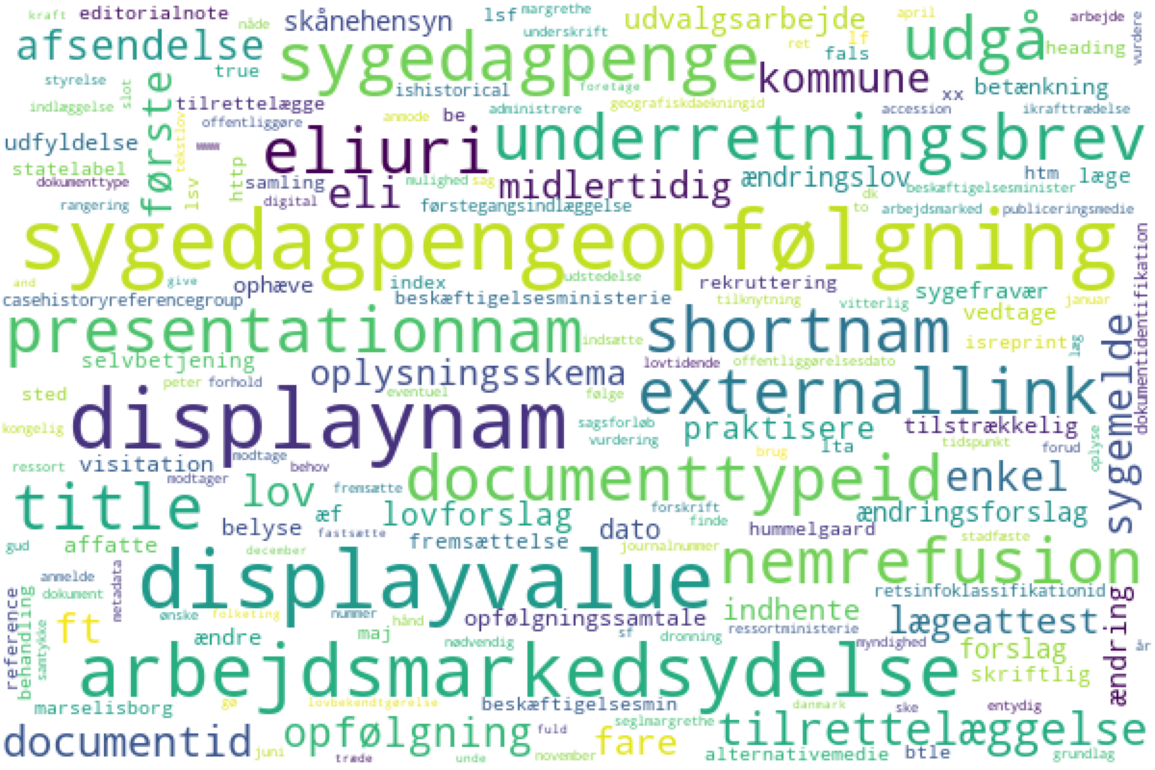 kraft editorialnote skånehensyn lsf margrethe udvalgsarbejde april arbejde
nåde underskrift ret lf vurdere
afsendelse sygedagpenge fals udgå heading
true kommune
styrelse ishistorical foretage xx betænkning
indlæggelse slot første tilrettelægge anmode be administrere geografiskdaekningid accession ikrafttrædelse
tekstlov offentliggøre
udfyldelse www eliuri underretningsbrev
statelabel http
dokumenttype lsv samling eli mulighed sag midlertidig ændringslov htm læge
beskæftigelsesminister
rangering digital førstegangsindlæggelse dk to arbejdsmarked publiceringsmedie
sygedagpengeopfølgning
and give ophæve index udstedelse rekruttering sygefravær dokumentidentifikation
casehistoryreferencegroup beskæftigelsesministerie tilknytning vitterlig januar
presentationnam indsætte shortnam vedtage sygemelde
isreprint læg
selvbetjening lovtidende offentliggørelsesdato
peter forhold oplysningsskema
sted displaynam eventuel følge externallink
kongelig sagsforløb praktisere tilstrækkelig
vurdering lta tidspunkt forud oplyse
ressort visitation modtage behov brug
modtager documenttypeid enkel
title lov fremsætte
æf lovforslag forskrift ændringsforslag
belyse fastsætte dato finde hummelgaard
gud affatte december fremsættelse journalnummer stadfæste
anmelde displayvalue nemrefusion
dokument metadata retsinfoklassifikationid
reference behandling samtykke ft ønske folketing nummer hånd opfølgningssamtale indhente lægeattest ændring
ændre maj nødvendig sf dronning ressortministerie myndighed forslag år
arbejdsmarkedsydelse skriftlig
marselisborg gø lovbekendtgørelse beskæftigelsesmin danmark ske entydig
seglmargrethe
documentid opfølgning fuld fare tilrettelæggelse
juni træde unde november alternativemedie btle grundlag